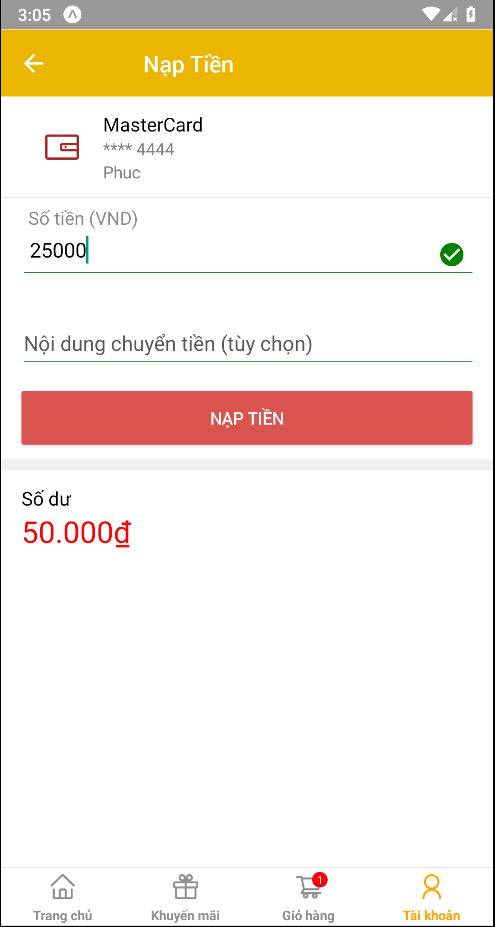 3:05
Nạp Tiền
MasterCard
**** 4444
Phuc
Số tiền (VND)
25000
Nội dung chuyển tiền (tùy chọn)
NẠP TIỀN
Số dư
50.000₫
1
Trang chủ
Khuyến mãi
Giỏ hàng
Tài khoản